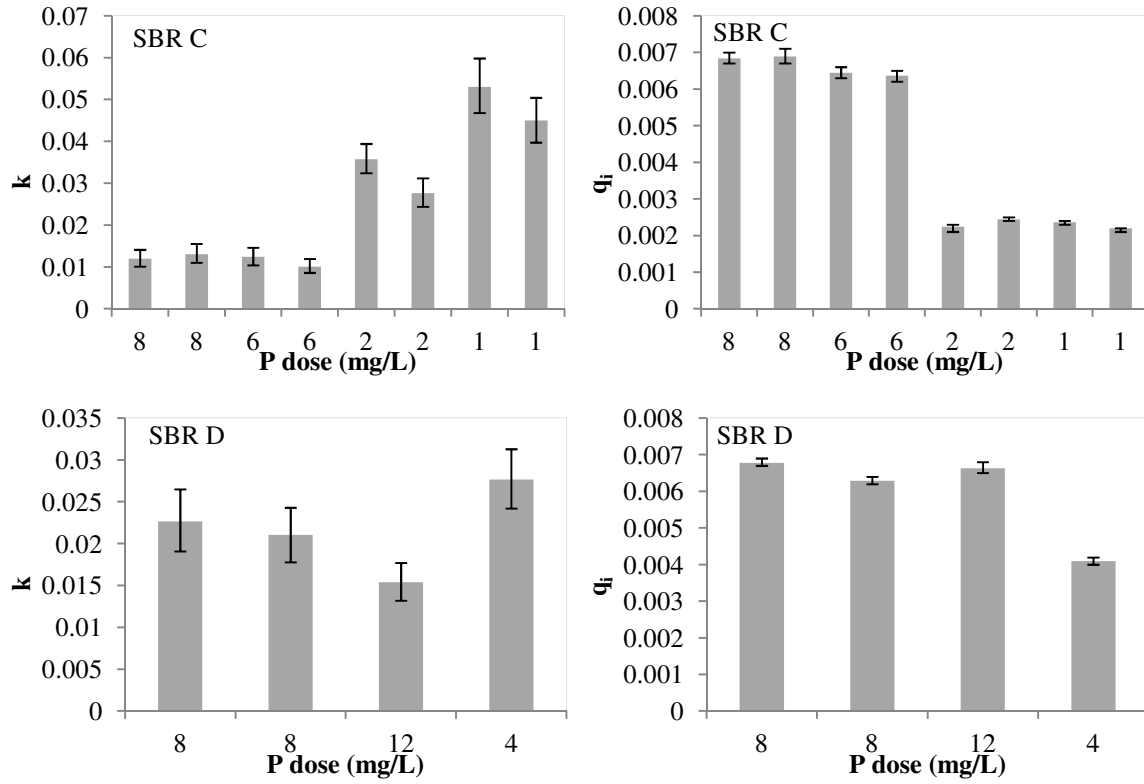 SBR C
0.07
0.06
0.05
0.04
0.03
0.02
0.01
0
k
8 8 6 6 2 2 1 1
P dose (mg/L)
SBR C
0.008
0.007
0.006
0.005
0.004
0.003
0.002
0.001
0
qi
8 8 6 6 2 2 1 1
P dose (mg/L)
SBR D
0.035
0.03
0.025
0.02
0.015
0.01
0.005
0
k
8 8 12 4
P dose (mg/L)
SBR D
0.008
0.007
0.006
0.005
0.004
0.003
0.002
0.001
0
qi
8 8 12 4
P dose (mg/L)